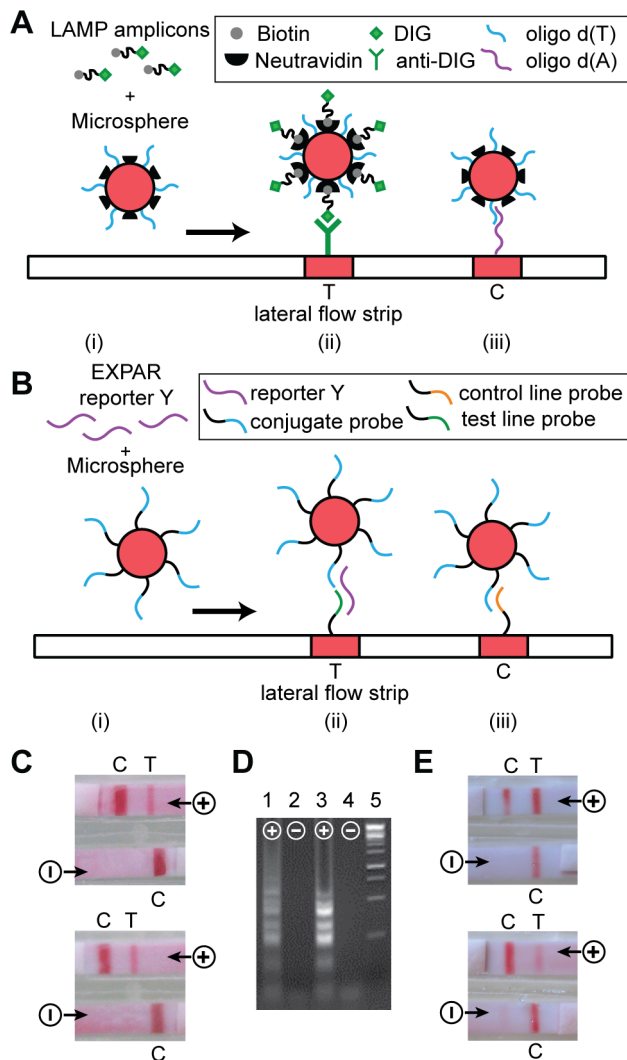 A
LAMP amplicons
+
Microsphere
Biotin
DIG
oligo d(T)
Neutravidin
anti-DIG
oligo d(A)
T
C
lateral flow strip
(i)
(ii)
(iii)
B
EXPAR
reporter Y
+
Microsphere
reporter Y
control line probe
conjugate probe
test line probe
T
C
lateral flow strip
(i)
(ii)
(iii)
C
C T
+
−
C
C T
+
−
C
D
1 2 3 4 5
+ − + −
E
C T
+
−
C
C T
+
−
C